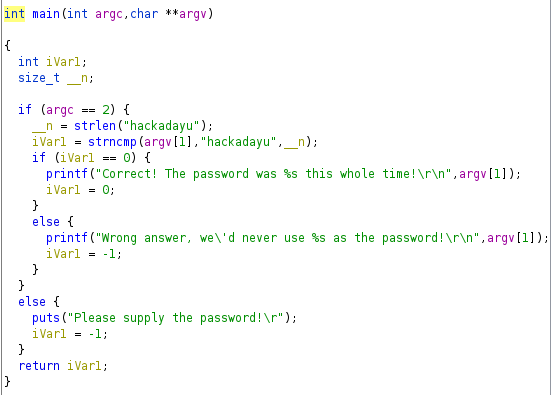 int main(int argc,char **argv)
{
int iVar1;
size_t __n;
if (argc == 2) {
__n = strlen("hackadayu");
iVar1 = strncmp(argv[1],"hackadayu",__n);
if (iVar1 == 0) {
printf("Correct! The password was %s this whole time!\r\n",argv[1]);
iVar1 = 0;
}
else {
printf("Wrong answer, we\'d never use %s as the password!\r\n",argv[1]);
iVar1 = -1;
}
}
else {
puts("Please supply the password!\r");
iVar1 = -1;
}
return iVar1;
}